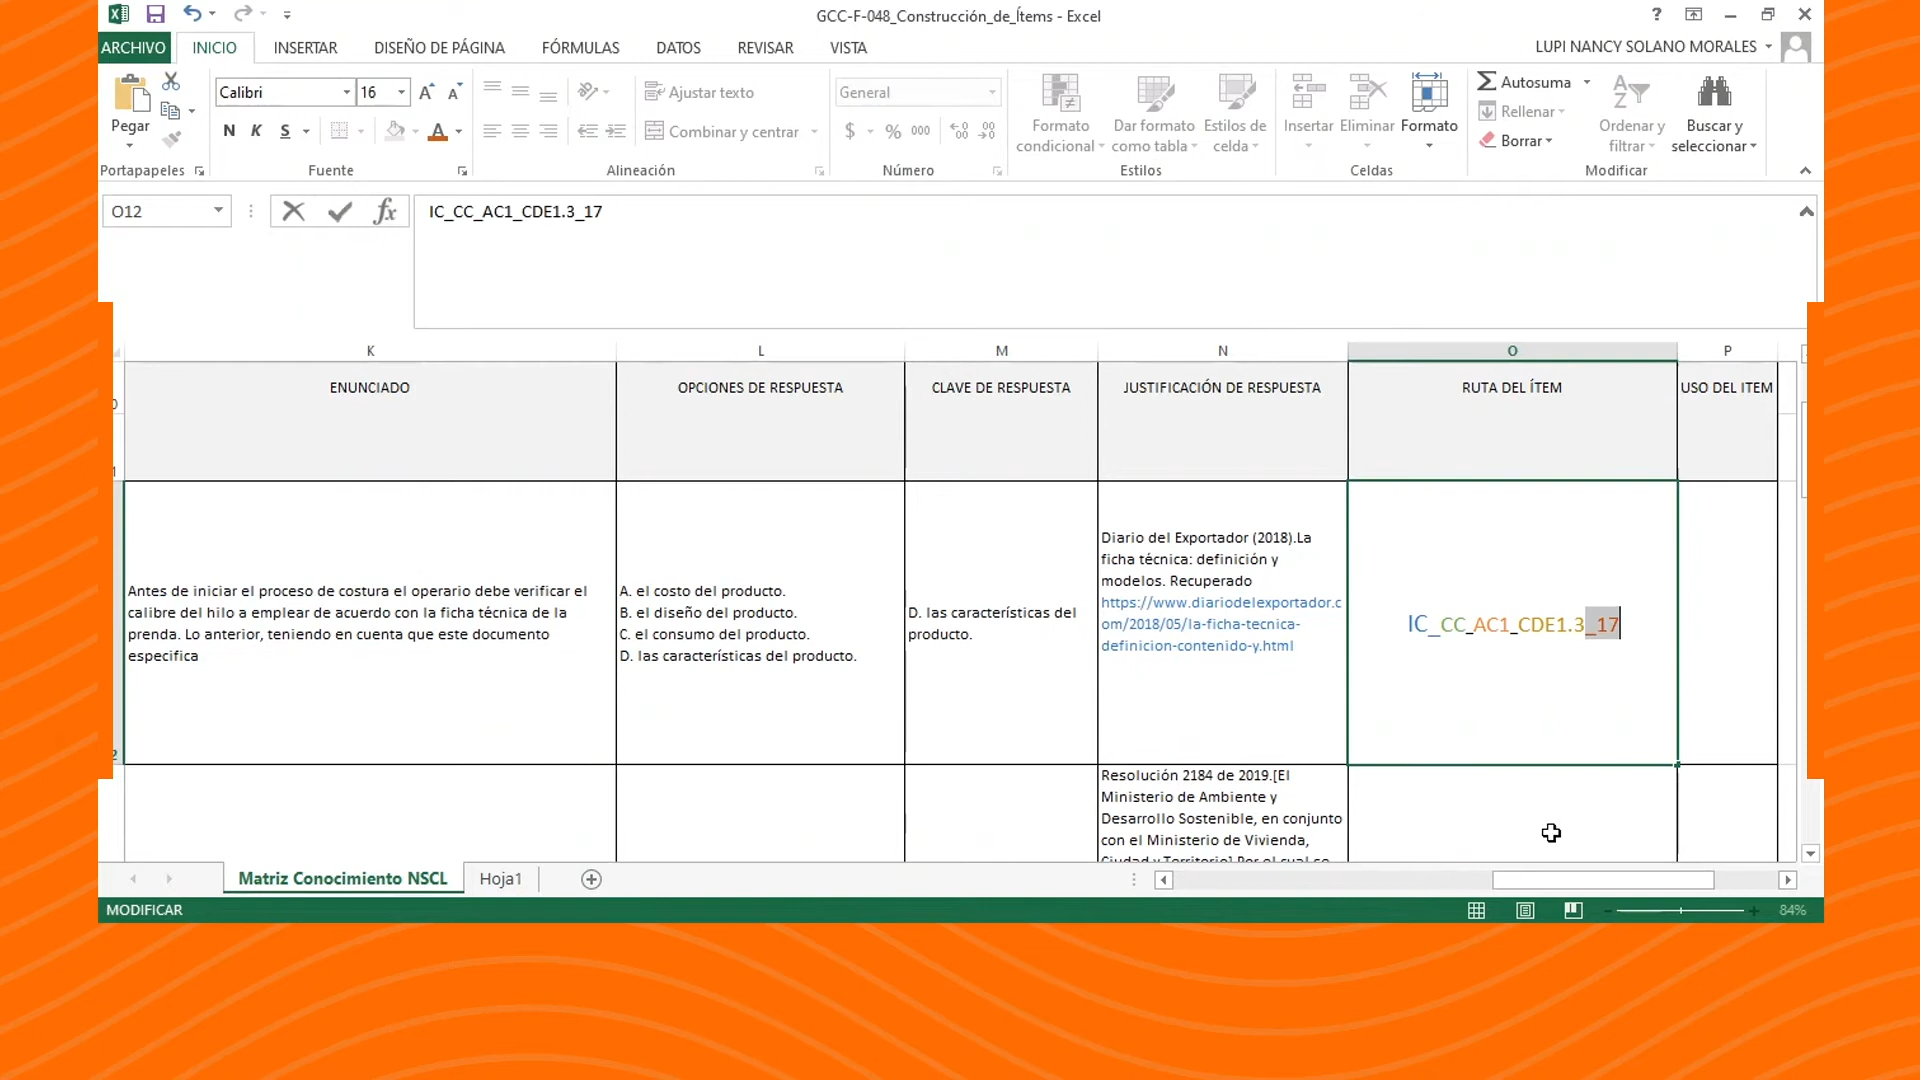 GCC-F-048_Construcción_de_Ítems - Excel
?
ARCHIVO INICIO INSERTAR DISEÑO DE PÁGINA FÓRMULAS DATOS REVISAR VISTA LUPI NANCY SOLANO MORALES
Pegar
Portapapeles
Calibri 16
N K S
Fuente
Ajustar texto
Combinar y centrar
Alineación
General
$ % 000
Número
Formato condicional
Dar formato como tabla
Estilos de celda
Estilos
Insertar Eliminar Formato
Celdas
Autosuma
Rellenar
Borrar
Ordenar y filtrar
Buscar y seleccionar
Modificar
O12 fx IC_CC_AC1_CDE1.3_17
K L M N O P
ENUNCIADO OPCIONES DE RESPUESTA CLAVE DE RESPUESTA JUSTIFICACIÓN DE RESPUESTA RUTA DEL ÍTEM USO DEL ITEM
Antes de iniciar el proceso de costura el operario debe verificar el
calibre del hilo a emplear de acuerdo con la ficha técnica de la
prenda. Lo anterior, teniendo en cuenta que este documento
especifica
A. el costo del producto.
B. el diseño del producto.
C. el consumo del producto.
D. las características del producto.
D. las características del
producto.
Diario del Exportador (2018).La
ficha técnica: definición y
modelos. Recuperado
https://www.diariodelexportador.c
om/2018/05/la-ficha-tecnica-
definicion-contenido-y.html
IC_CC_AC1_CDE1.3_17
Resolución 2184 de 2019.[El
Ministerio de Ambiente y
Desarrollo Sostenible, en conjunto
con el Ministerio de Vivienda,
Ciudad y Territorio] Por el cual se
Matriz Conocimiento NSCL Hoja1
MODIFICAR 84%